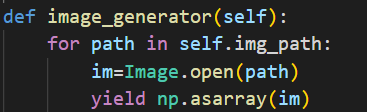 def image_generator(self):
    for path in self.img_path:
        im=Image.open(path)
        yield np.asarray(im)